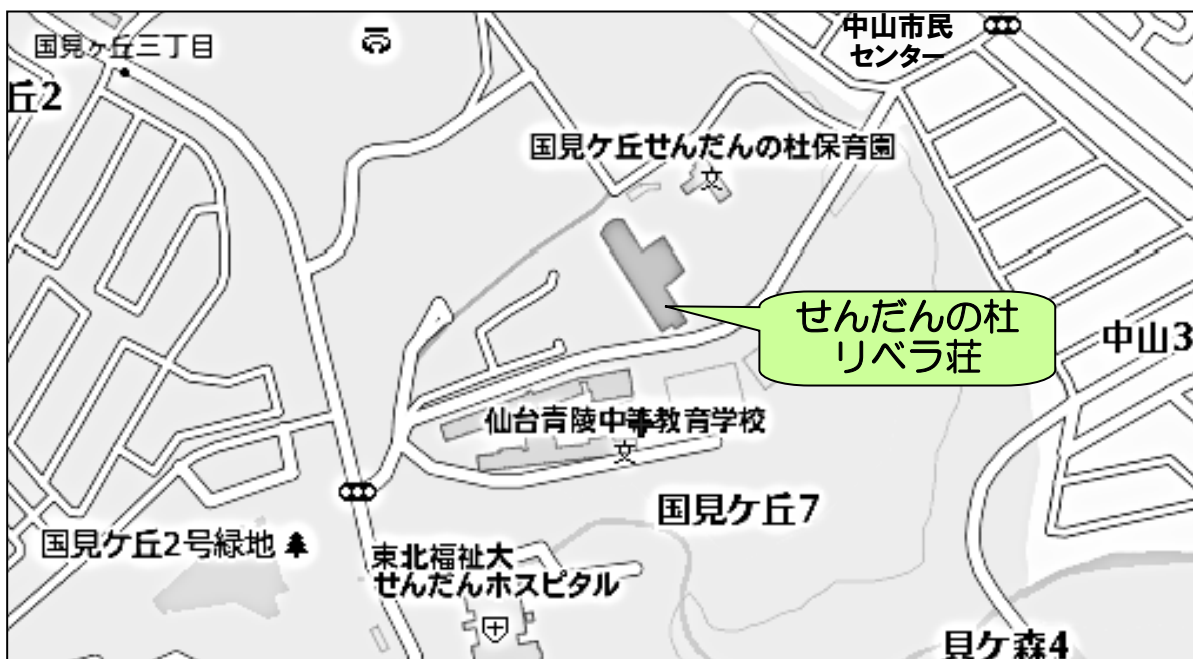 国見ケ丘三丁目
中山市民
センター
丘2
国見ケ丘せんだんの杜保育園
文
せんだんの杜
リベラ荘
中山3
仙台青陵中等教育学校
文
国見ケ丘7
国見ケ丘2号緑地
東北福祉大
せんだんホスピタル
見ケ森4